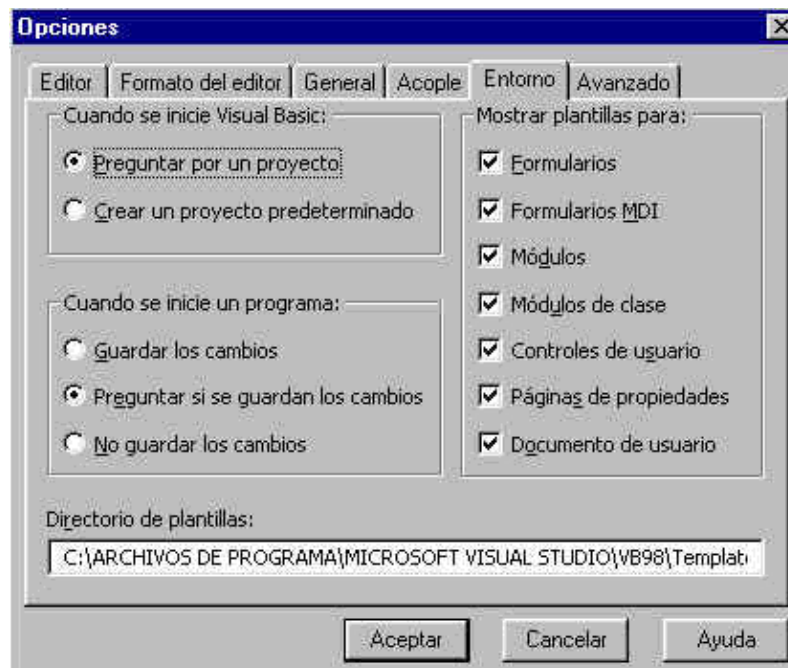 Opciones
Editor Formato del editor General Acople Entorno Avanzado
Cuando se inicie Visual Basic:
Preguntar por un proyecto
Crear un proyecto predeterminado
Cuando se inicie un programa:
Guardar los cambios
Preguntar si se guardan los cambios
No guardar los cambios
Mostrar plantillas para:
Formularios
Formularios MDI
Módulos
Módulos de clase
Controles de usuario
Páginas de propiedades
Documento de usuario
Directorio de plantillas:
C:\ARCHIVOS DE PROGRAMA\MICROSOFT VISUAL STUDIO\VB98\Templat
Aceptar Cancelar Ayuda